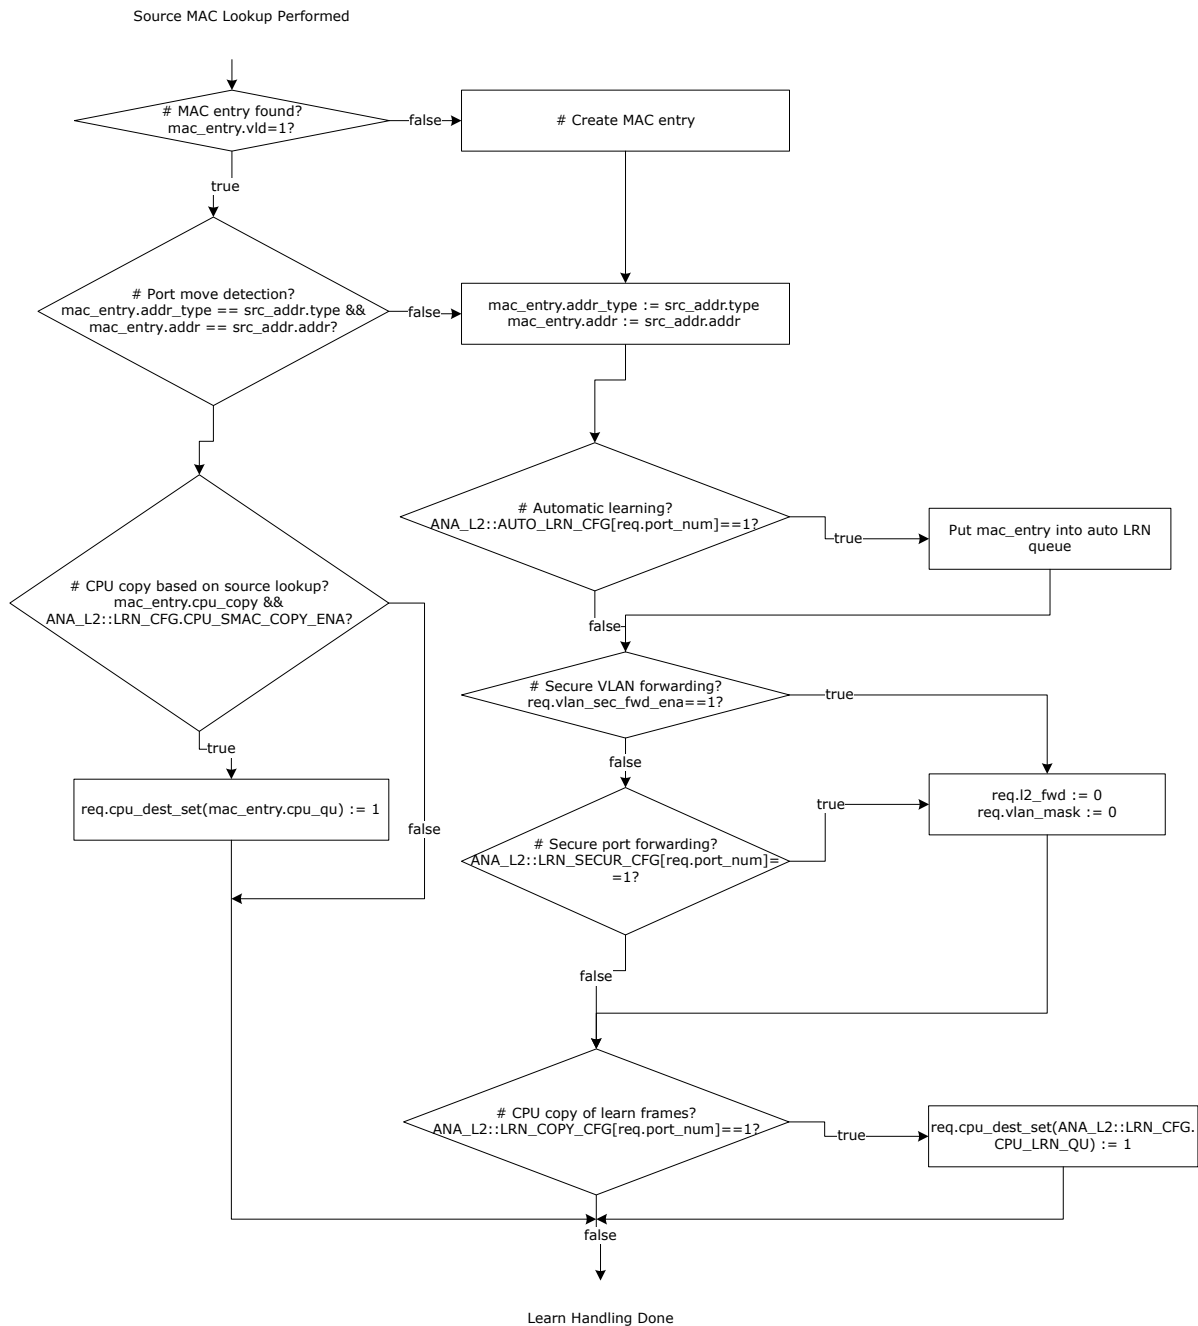 Source MAC Lookup Performed
# MAC entry found?
mac_entry.vld=1?
false
# Create MAC entry
true
# Port move detection?
mac_entry.addr_type == src_addr.type &&
mac_entry.addr == src_addr.addr?
false
mac_entry.addr_type := src_addr.type
mac_entry.addr := src_addr.addr
# Automatic learning?
ANA_L2::AUTO_LRN_CFG[req.port_num]==1?
true
Put mac_entry into auto LRN
queue
# CPU copy based on source lookup?
mac_entry.cpu_copy &&
ANA_L2::LRN_CFG.CPU_SMAC_COPY_ENA?
false
# Secure VLAN forwarding?
req.vlan_sec_fwd_ena==1?
true
true
false
req.cpu_dest_set(mac_entry.cpu_qu) := 1
false
req.l2_fwd := 0
req.vlan_mask := 0
true
# Secure port forwarding?
ANA_L2::LRN_SECUR_CFG[req.port_num]=
=1?
false
# CPU copy of learn frames?
ANA_L2::LRN_COPY_CFG[req.port_num]==1?
true
req.cpu_dest_set(ANA_L2::LRN_CFG.
CPU_LRN_QU) := 1
false
Learn Handling Done